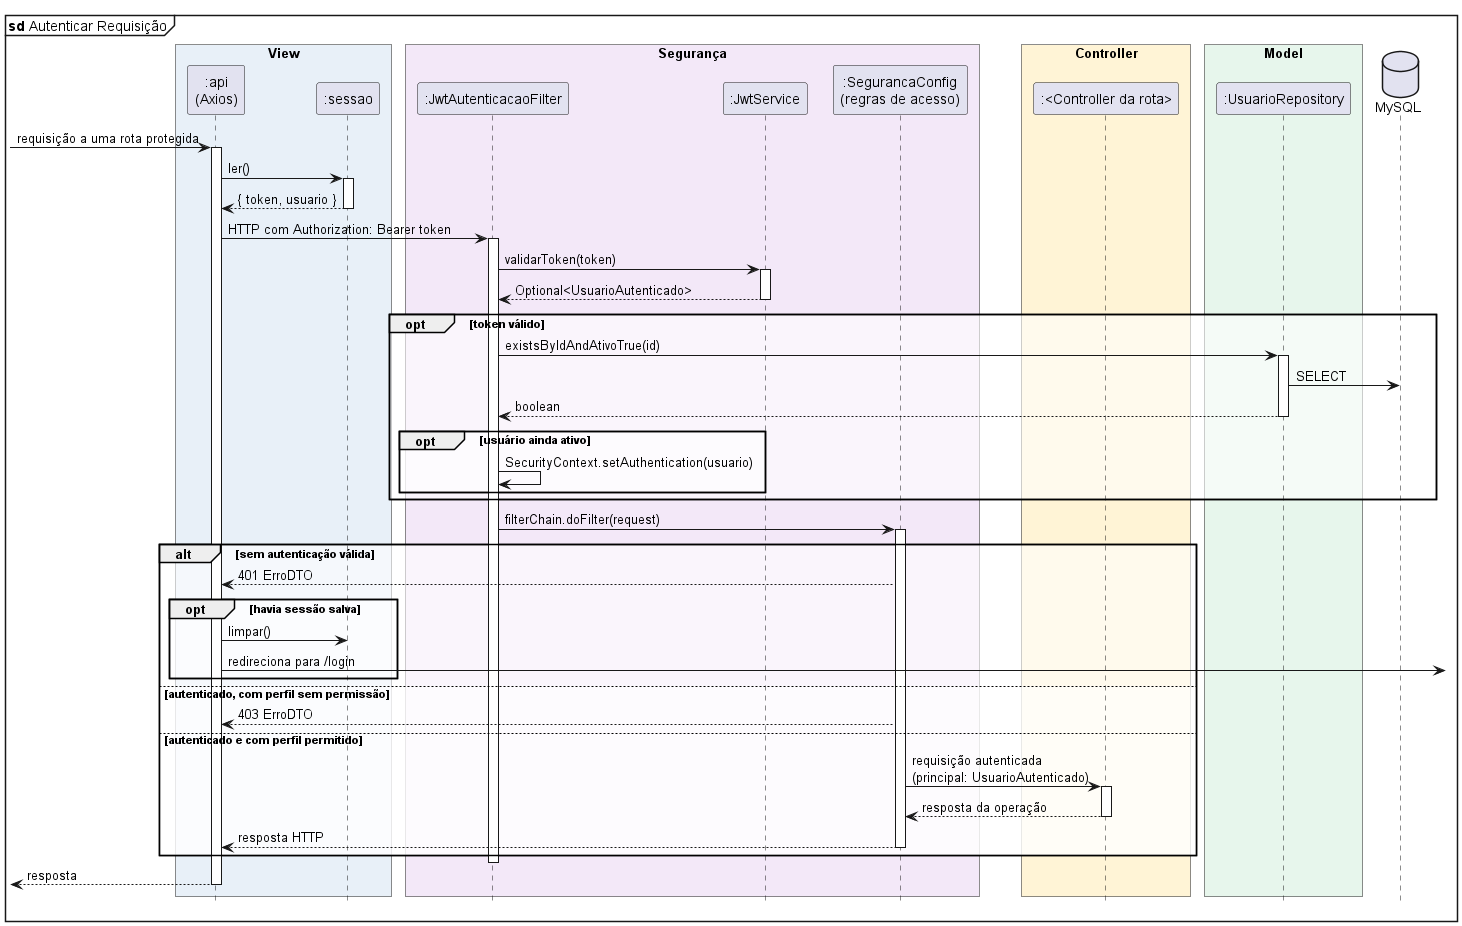 sd Autenticar Requisição
View
Segurança
Controller
Model
:api
(Axios)
:sessao
:JwtAutenticacaoFilter
:JwtService
:SegurancaConfig
(regras de acesso)
:<Controller da rota>
:UsuarioRepository
MySQL
requisição a uma rota protegida
ler()
{ token, usuario }
HTTP com Authorization: Bearer token
validarToken(token)
Optional<UsuarioAutenticado>
opt [token válido]
existsByIdAndAtivoTrue(id)
SELECT
boolean
opt [usuário ainda ativo]
SecurityContext.setAuthentication(usuario)
filterChain.doFilter(request)
alt [sem autenticação válida]
401 ErroDTO
opt [havia sessão salva]
limpar()
redireciona para /login
[autenticado, com perfil sem permissão]
403 ErroDTO
[autenticado e com perfil permitido]
requisição autenticada
(principal: UsuarioAutenticado)
resposta da operação
resposta HTTP
resposta